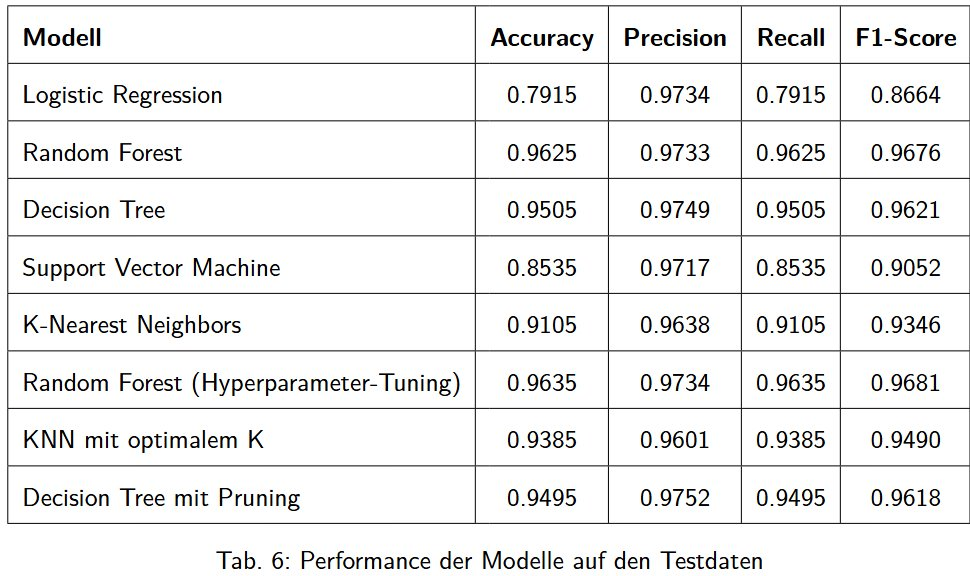 Modell Accuracy Precision Recall F1-Score
Logistic Regression 0.7915 0.9734 0.7915 0.8664
Random Forest 0.9625 0.9733 0.9625 0.9676
Decision Tree 0.9505 0.9749 0.9505 0.9621
Support Vector Machine 0.8535 0.9717 0.8535 0.9052
K-Nearest Neighbors 0.9105 0.9638 0.9105 0.9346
Random Forest (Hyperparameter-Tuning) 0.9635 0.9734 0.9635 0.9681
KNN mit optimalem K 0.9385 0.9601 0.9385 0.9490
Decision Tree mit Pruning 0.9495 0.9752 0.9495 0.9618
Tab. 6: Performance der Modelle auf den Testdaten